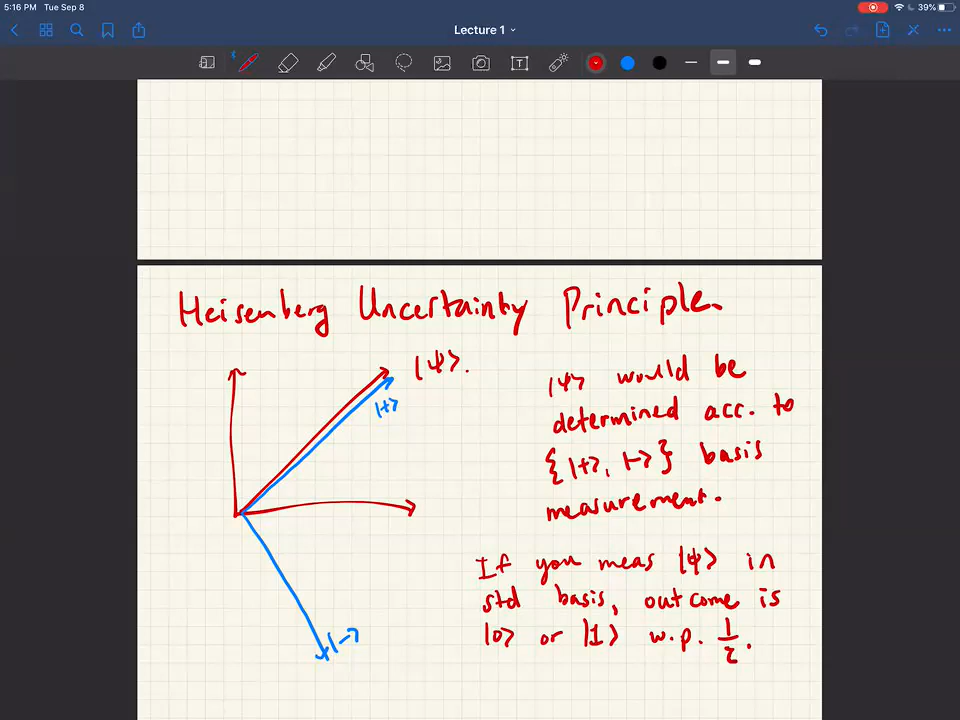 5:16 PM Tue Sep 8
39%
Lecture 1
T
Heisenberg Uncertainty Principle.
|ψ⟩.
|+⟩
|−⟩
|ψ⟩ would be
determined acc. to
{|+⟩, |−⟩} basis
measurement.
If you meas |ψ⟩ in
std basis, outcome is
|0⟩ or |1⟩ w.p. 1/2.